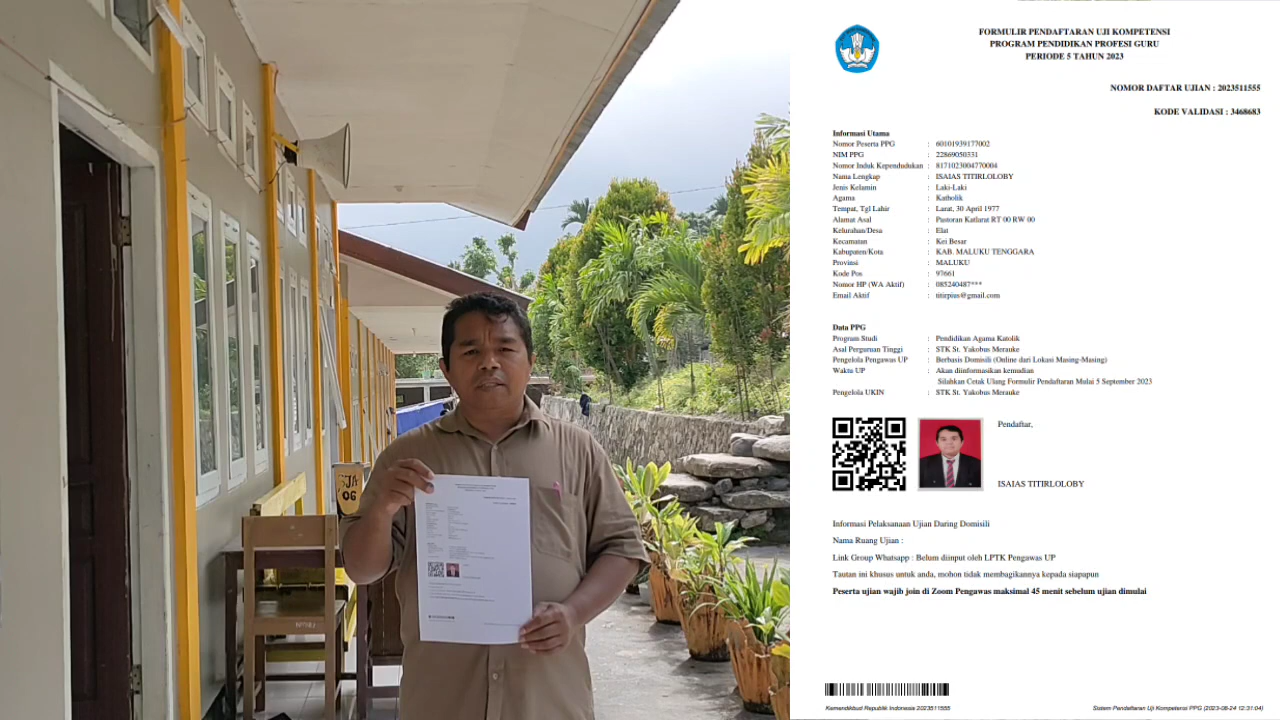 FORMULIR PENDAFTARAN UJI KOMPETENSI
PROGRAM PENDIDIKAN PROFESI GURU
PERIODE 5 TAHUN 2023
NOMOR DAFTAR UJIAN : 2023511555
KODE VALIDASI : 3468683
Informasi Utama
Nomor Peserta PPG : 60101939177002
NIM PPG : 22869050331
Nomor Induk Kependudukan : 8171023004770004
Nama Lengkap : ISAIAS TITIRLOLOBY
Jenis Kelamin : Laki-Laki
Agama : Katholik
Tempat, Tgl Lahir : Larat, 30 April 1977
Alamat Asal : Pastoran Katlarat RT 00 RW 00
Kelurahan/Desa : Elat
Kecamatan : Kei Besar
Kabupaten/Kota : KAB. MALUKU TENGGARA
Provinsi : MALUKU
Kode Pos : 97661
Nomor HP (WA Aktif) : 085240487***
Email Aktif : titirpius@gmail.com
Data PPG
Program Studi : Pendidikan Agama Katolik
Asal Perguruan Tinggi : STK St. Yakobus Merauke
Pengelola Pengawas UP : Berbasis Domisili (Online dari Lokasi Masing-Masing)
Waktu UP : Akan diinformasikan kemudian
Silahkan Cetak Ulang Formulir Pendaftaran Mulai 5 September 2023
Pengelola UKIN : STK St. Yakobus Merauke
Pendaftar,
ISAIAS TITIRLOLOBY
Informasi Pelaksanaan Ujian Daring Domisili
Nama Ruang Ujian :
Link Group Whatsapp : Belum diinput oleh LPTK Pengawas UP
Tautan ini khusus untuk anda, mohon tidak membagikannya kepada siapapun
Peserta ujian wajib join di Zoom Pengawas maksimal 45 menit sebelum ujian dimulai
Kemendikbud Republik Indonesia 2023511555
Sistem Pendaftaran Uji Kompetensi PPG (2023-08-24 12:31:04)